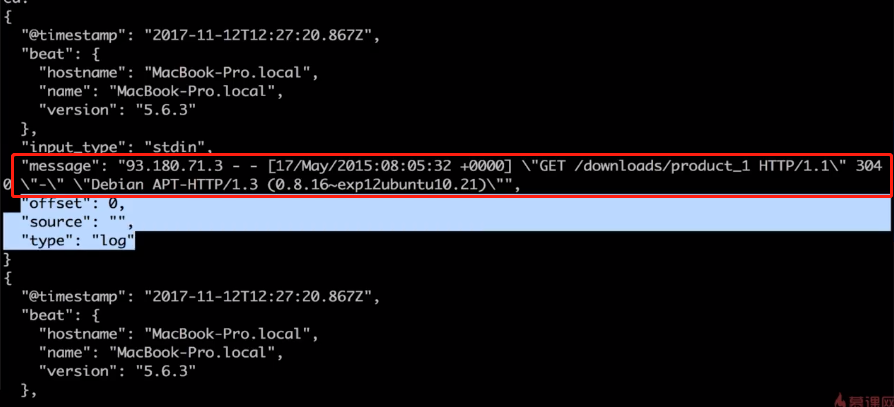 {
"@timestamp": "2017-11-12T12:27:20.867Z",
"beat": {
"hostname": "MacBook-Pro.local",
"name": "MacBook-Pro.local",
"version": "5.6.3"
},
"input_type": "stdin",
"message": "93.180.71.3 - - [17/May/2015:08:05:32 +0000] \"GET /downloads/product_1 HTTP/1.1\" 304
0 \"-\" \"Debian APT-HTTP/1.3 (0.8.16~exp12ubuntu10.21)\"",
"offset": 0,
"source": "",
"type": "log"
}
{
"@timestamp": "2017-11-12T12:27:20.867Z",
"beat": {
"hostname": "MacBook-Pro.local",
"name": "MacBook-Pro.local",
"version": "5.6.3"
},
慕课网